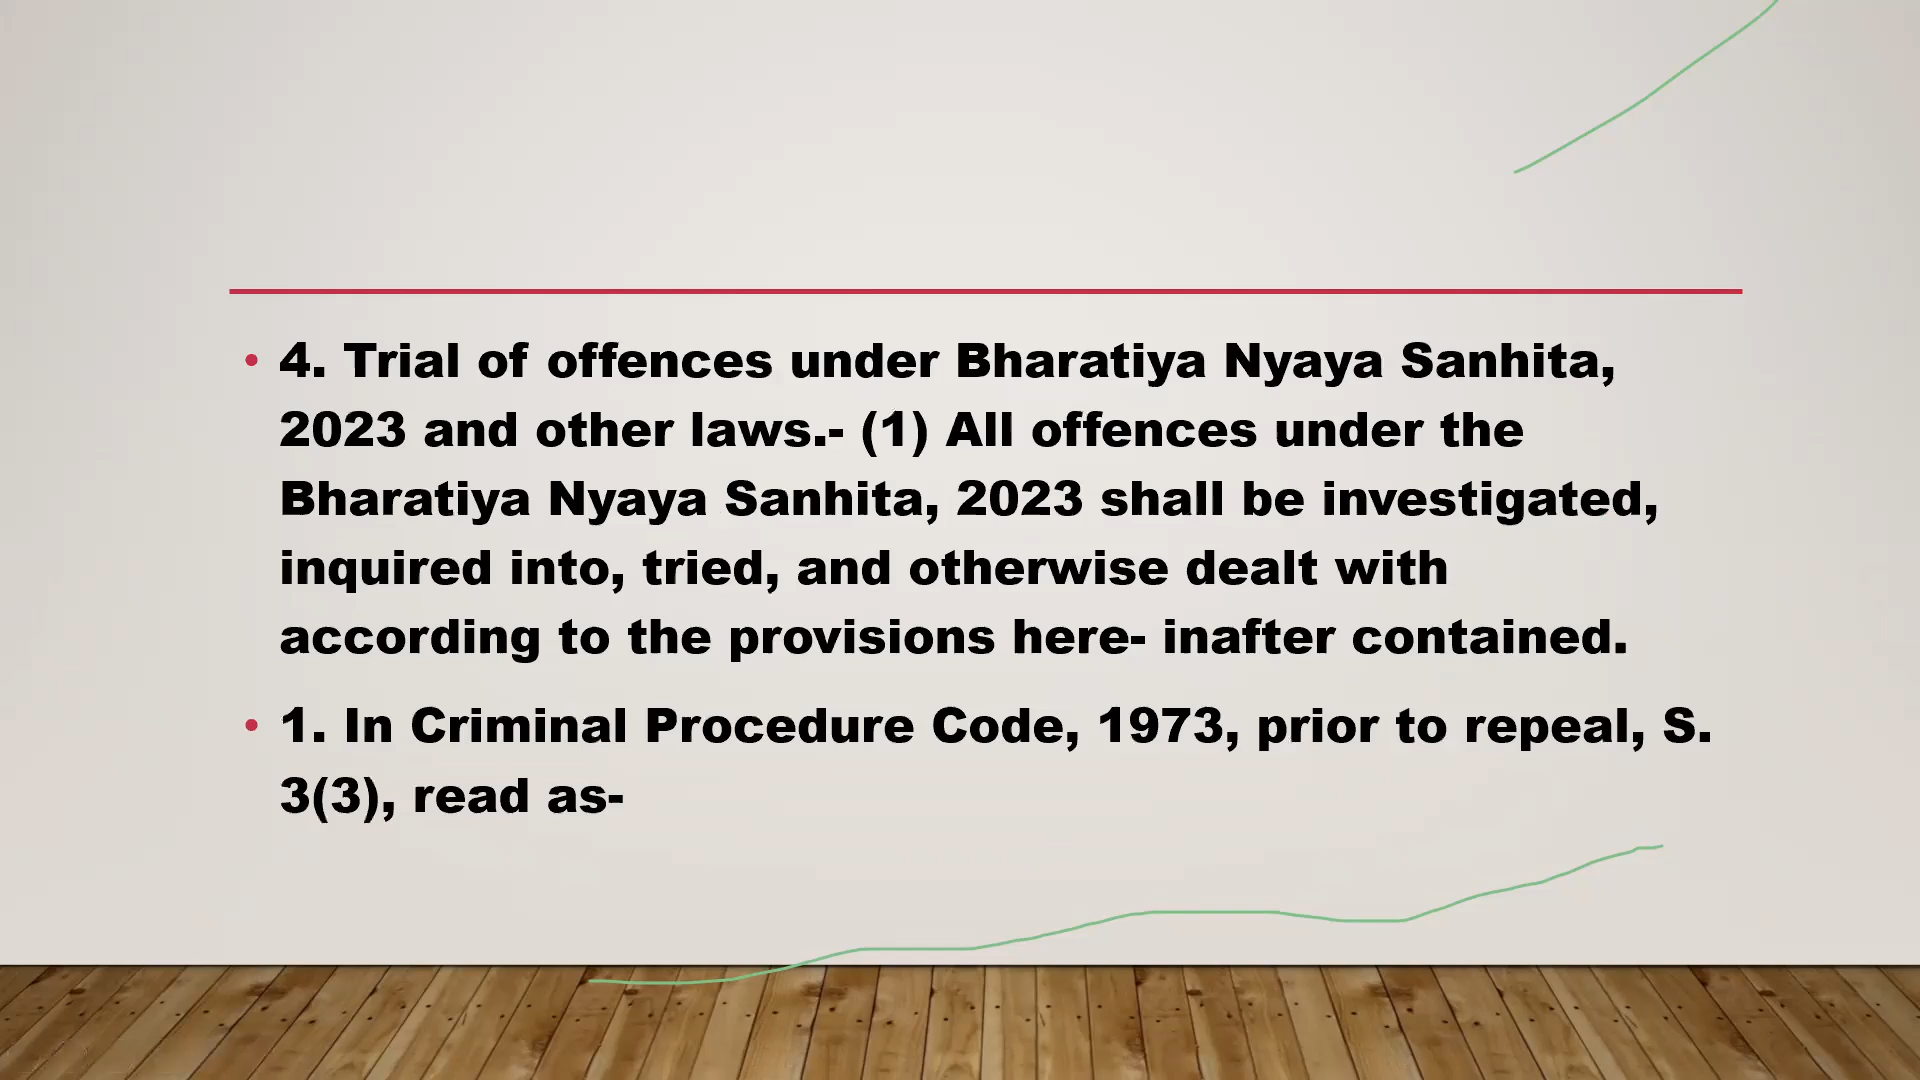 • 4. Trial of offences under Bharatiya Nyaya Sanhita,
2023 and other laws.- (1) All offences under the
Bharatiya Nyaya Sanhita, 2023 shall be investigated,
inquired into, tried, and otherwise dealt with
according to the provisions here- inafter contained.
• 1. In Criminal Procedure Code, 1973, prior to repeal, S.
3(3), read as-